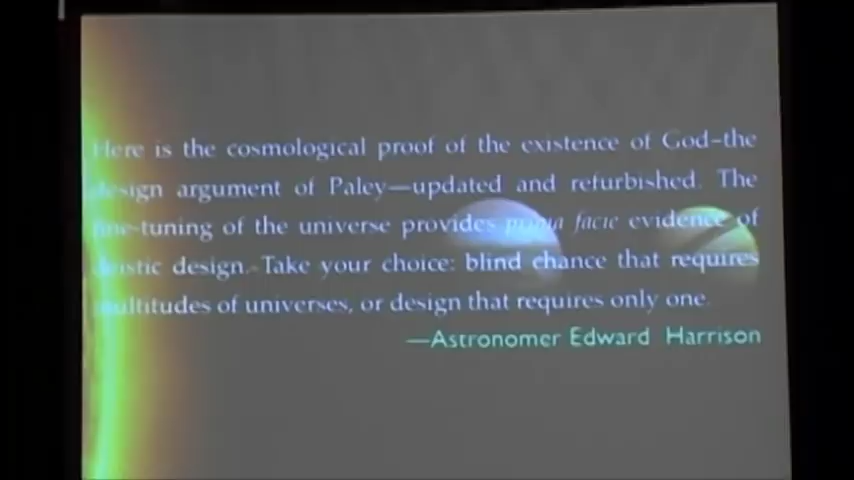 Here is the cosmological proof of the existence of God–the
design argument of Paley—updated and refurbished. The
fine-tuning of the universe provides prima facie evidence of
deistic design. Take your choice: blind chance that requires
multitudes of universes, or design that requires only one.
—Astronomer Edward Harrison